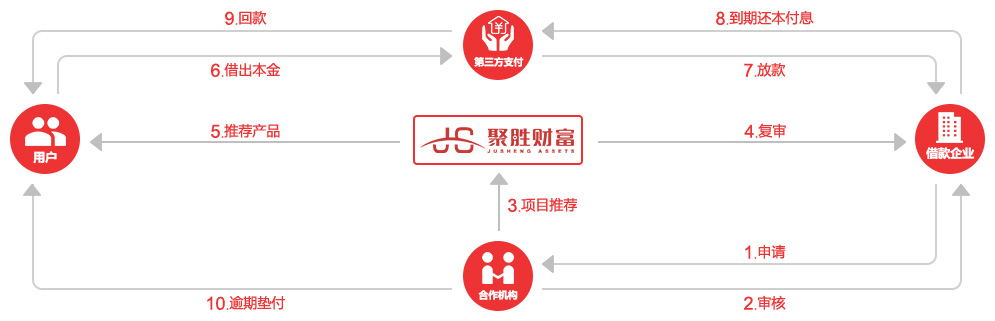 9.回款
8.到期还本付息
第三方支付
6.借出本金
7.放款
5.推荐产品
4.复审
用户
JS 聚胜财富
JUSHENG ASSETS
借款企业
3.项目推荐
1.申请
合作机构
10.逾期垫付
2.审核